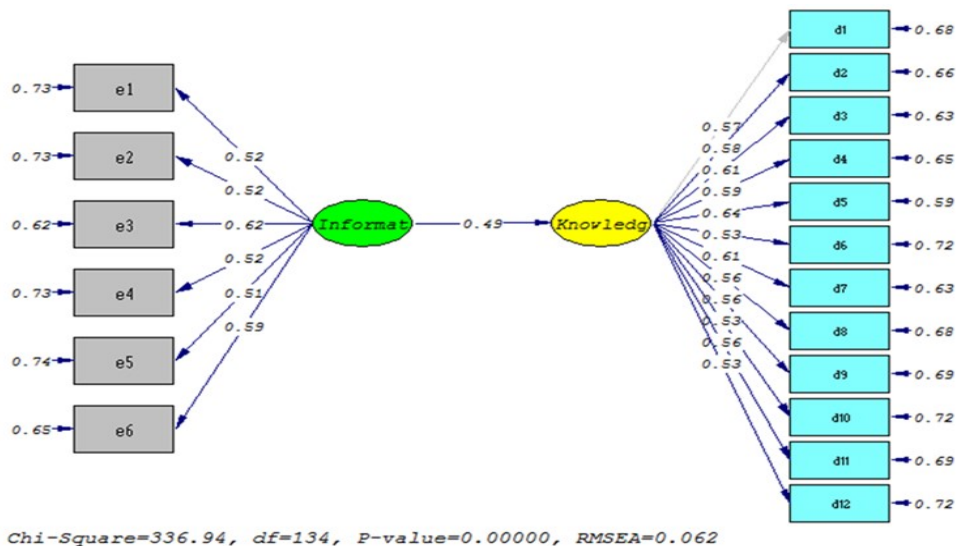 d1
0.68
0.73
e1
d2
0.66
0.57
d3
0.63
0.58
0.73
e2
0.52
0.61
d4
0.65
0.52
0.59
d5
0.59
0.62
e3
0.62
Informat
0.49
Knowledg
0.64
0.53
d6
0.72
0.52
0.61
d7
0.63
0.73
e4
0.51
0.56
0.56
d8
0.68
0.59
0.53
0.74
e5
0.56
d9
0.69
0.53
d10
0.72
0.65
e6
d11
0.69
d12
0.72
Chi-Square=336.94, df=134, P-value=0.00000, RMSEA=0.062